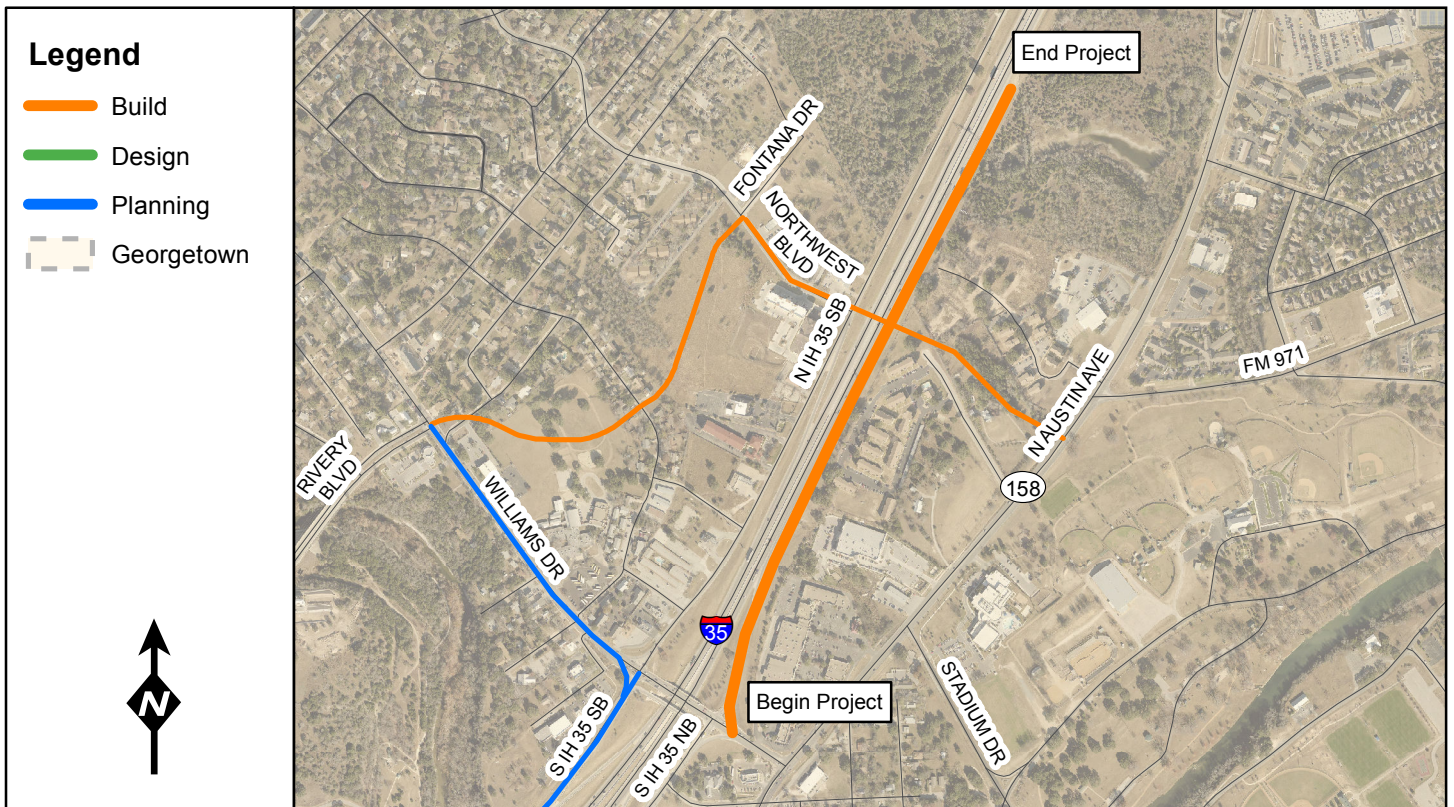 Legend
Build
Design
Planning
Georgetown
N
End Project
FONTANA DR
NORTHWEST
BLVD
N IH 35 SB
FM 971
N AUSTIN AVE
158
RIVERY
BLVD
WILLIAMS DR
35
Begin Project
STADIUM DR
S IH 35 SB
S IH 35 NB